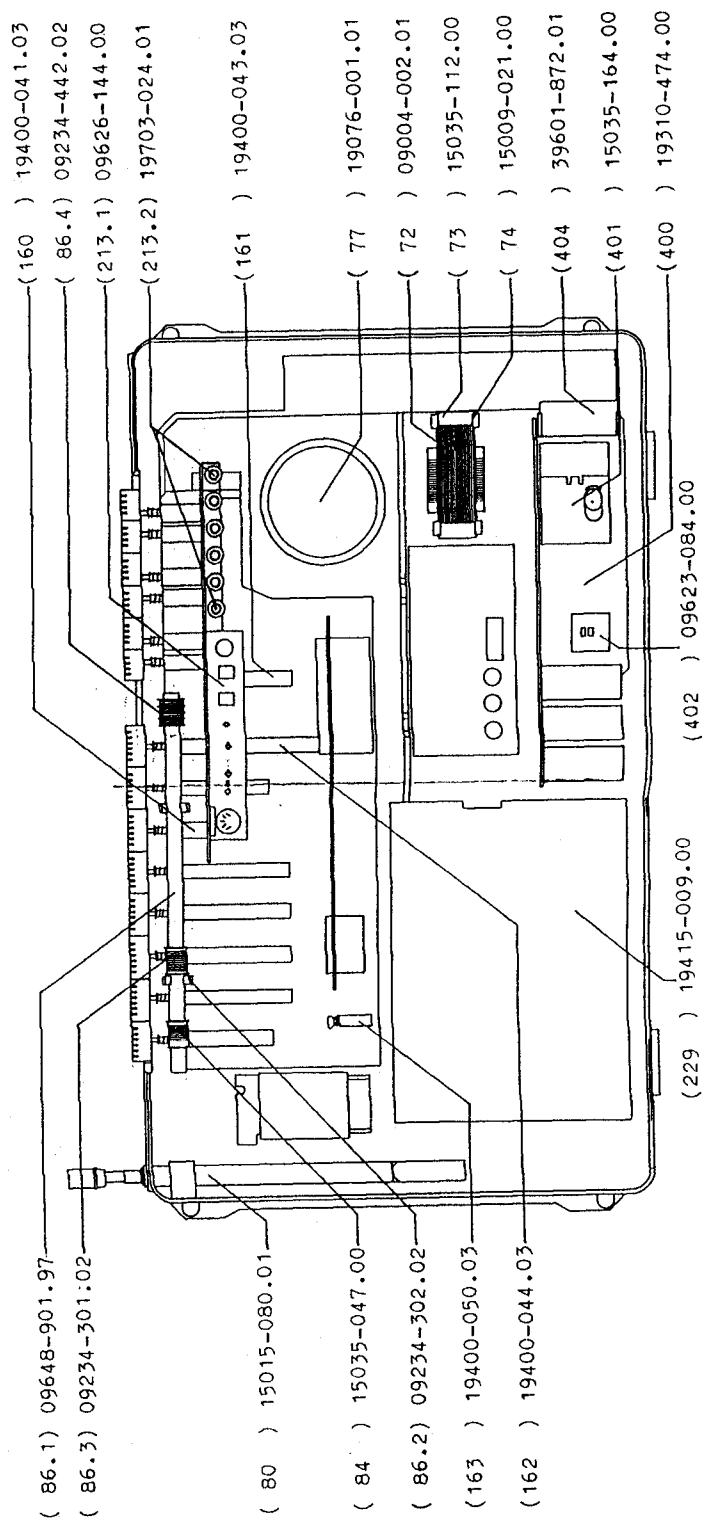 (160 ) 19400-041.03
( 86.4) 09234-442.02
(213.1) 09626-144.00
(213.2) 19703-024.01
(161 ) 19400-043.03
( 77 ) 19076-001.01
( 72 ) 09004-002.01
( 73 ) 15035-112.00
( 74 ) 15009-021.00
(404 ) 39601-872.01
(401 ) 15035-164.00
(400 ) 19310-474.00
(402 ) 09623-084.00
(229 ) 19415-009.00
( 86.1) 09648-901.97
( 86.3) 09234-301:02
( 80 ) 15015-080.01
( 84 ) 15035-047.00
( 86.2) 09234-302.02
(163 ) 19400-050.03
(162 ) 19400-044.03